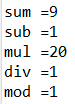 sum =9
sub =1
mul =20
div =1
mod =1